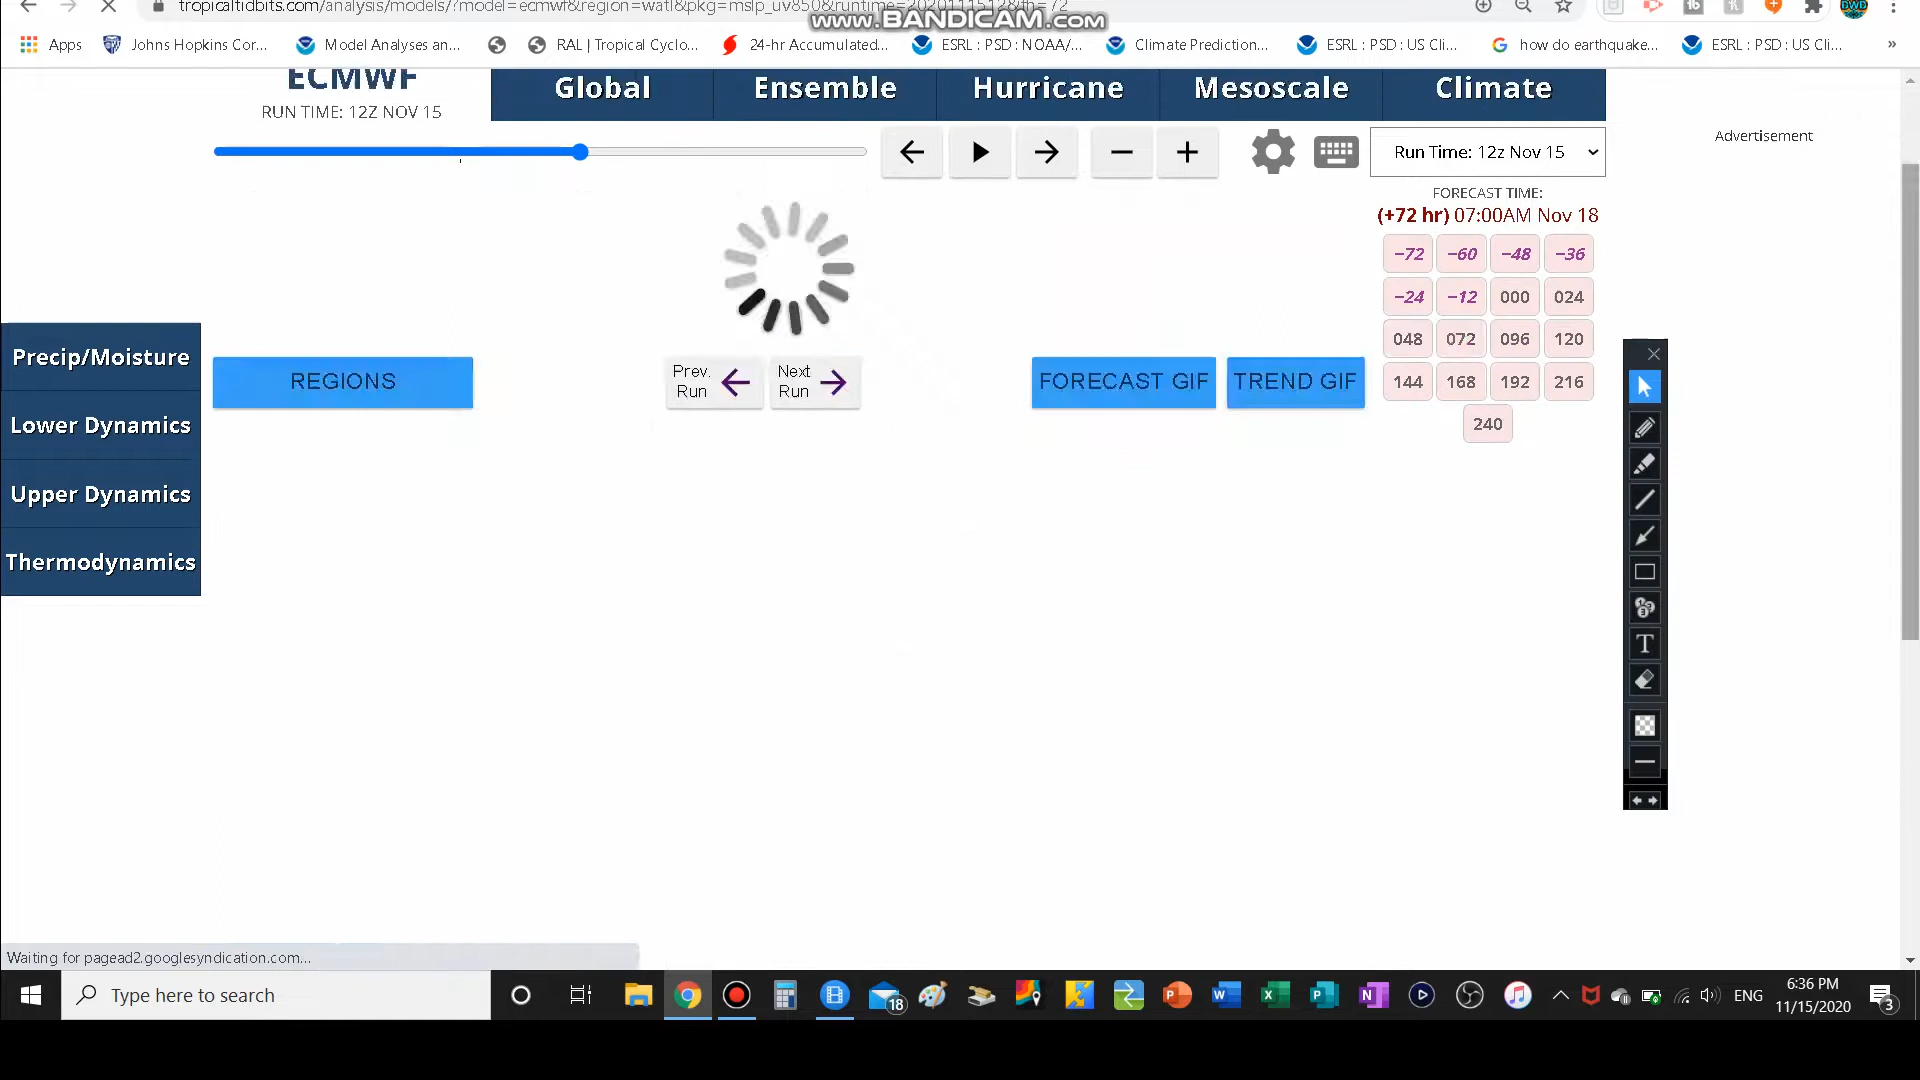 tropicaltidbits.com/analysis/models/?model=ecmwf&region=watl&pkg=mslp_uv850&runtime=2020111512&fh=72
www.BANDICAM.com
Apps
Johns Hopkins Cor...
Model Analyses an...
RAL | Tropical Cyclo...
24-hr Accumulated...
ESRL : PSD : NOAA/...
Climate Prediction...
ESRL : PSD : US Cli...
how do earthquake...
ESRL : PSD : US Cli...
»
ECMWF
RUN TIME: 12Z NOV 15
Global
Ensemble
Hurricane
Mesoscale
Climate
Run Time: 12z Nov 15
Advertisement
FORECAST TIME:
(+72 hr) 07:00AM Nov 18
−72 −60 −48 −36
−24 −12 000 024
048 072 096 120
144 168 192 216
240
Precip/Moisture
Lower Dynamics
Upper Dynamics
Thermodynamics
REGIONS
Prev. Run
Next Run
FORECAST GIF
TREND GIF
T
Waiting for pagead2.googlesyndication.com...
Type here to search
18
ENG
6:36 PM
11/15/2020
3